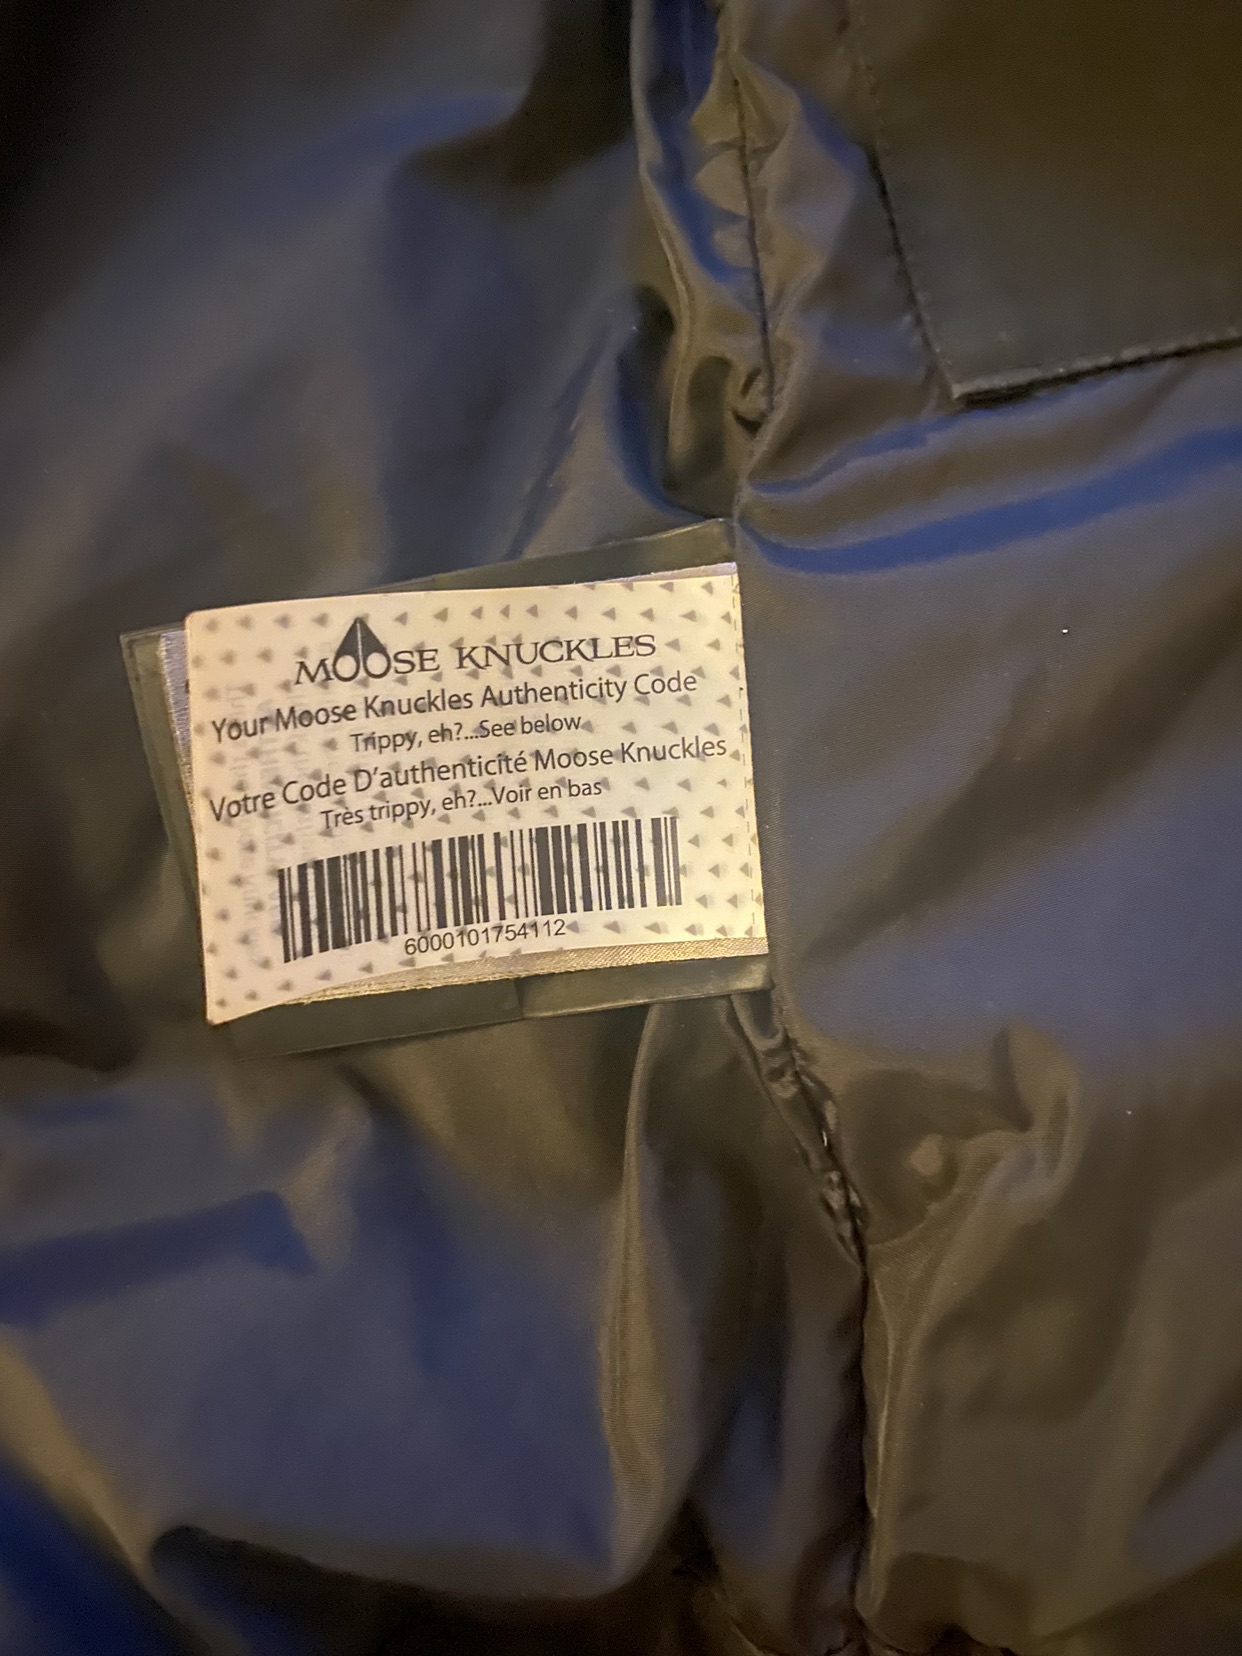 MOOSE KNUCKLES
Your Moose Knuckles Authenticity Code
Trippy, eh?...See below
Votre Code D'authenticité Moose Knuckles
Très trippy, eh?...Voir en bas
6000101754112